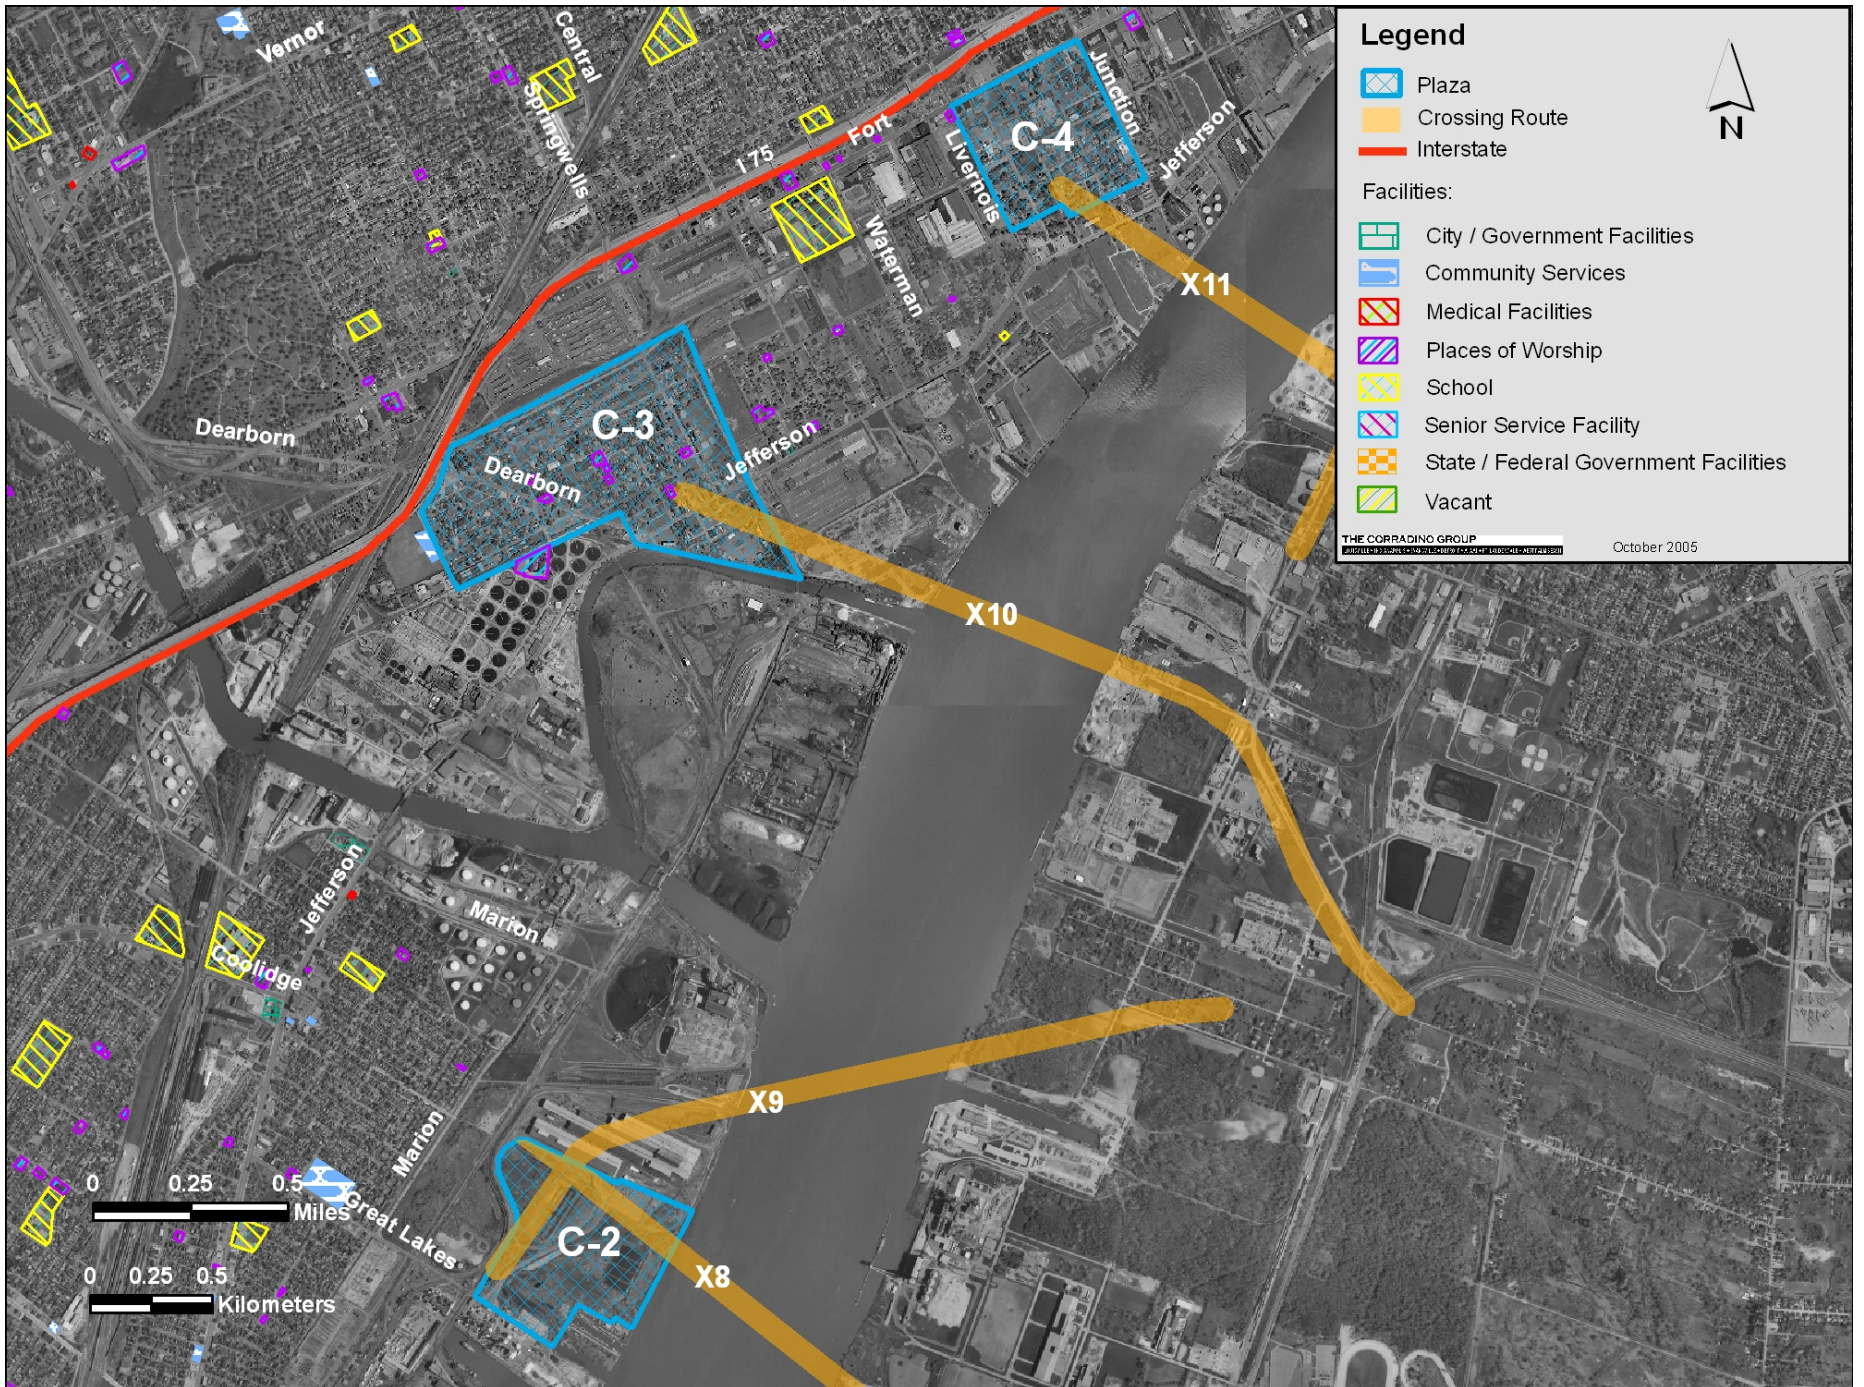 Legend
Plaza
Crossing Route
Interstate
N
Facilities:
City / Government Facilities
Community Services
Medical Facilities
Places of Worship
School
Senior Service Facility
State / Federal Government Facilities
Vacant
THE CORRADINO GROUP
October 2005
Vernor
Central
Springwells
I 75
Fort
Junction
C-4
Livernois
Jefferson
Waterman
X11
Dearborn
C-3
Dearborn
Jefferson
X10
Jefferson
Marion
Coolidge
X9
Marion
Great Lakes
C-2
X8
0 0.25 0.5
Miles
0 0.25 0.5
Kilometers